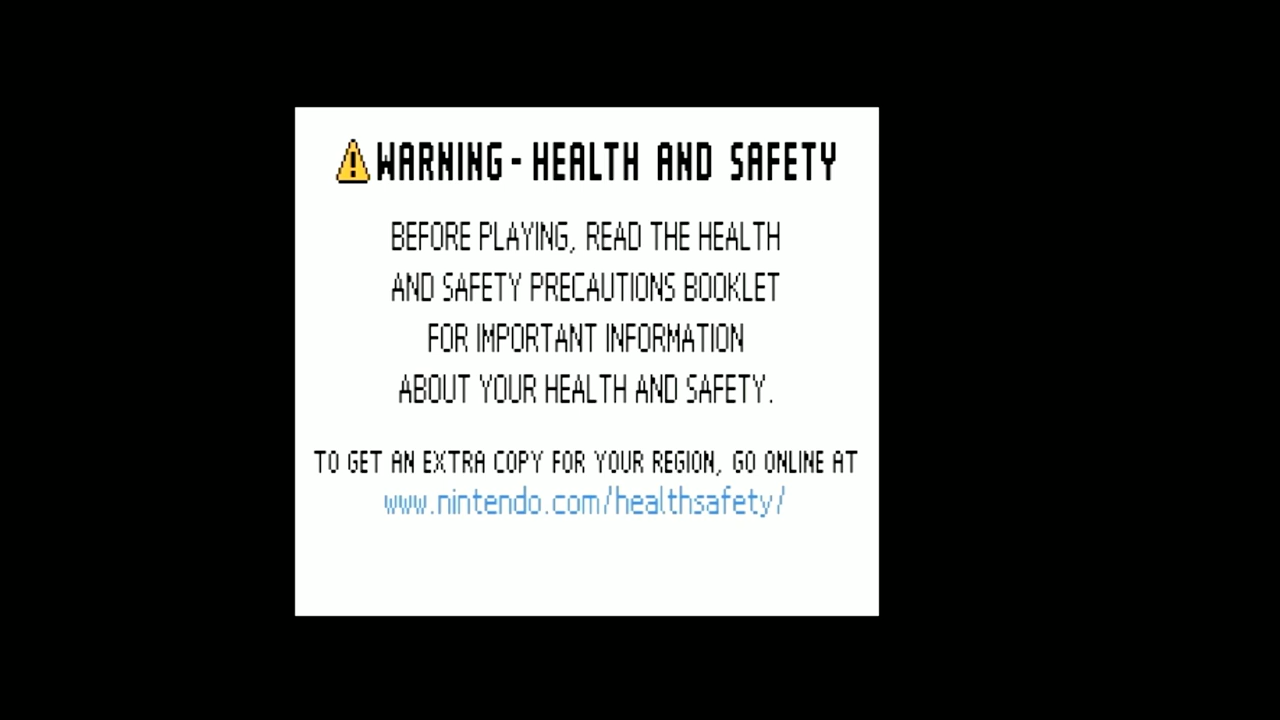 WARNING - HEALTH AND SAFETY
BEFORE PLAYING, READ THE HEALTH
AND SAFETY PRECAUTIONS BOOKLET
FOR IMPORTANT INFORMATION
ABOUT YOUR HEALTH AND SAFETY.
TO GET AN EXTRA COPY FOR YOUR REGION, GO ONLINE AT
www.nintendo.com/healthsafety/